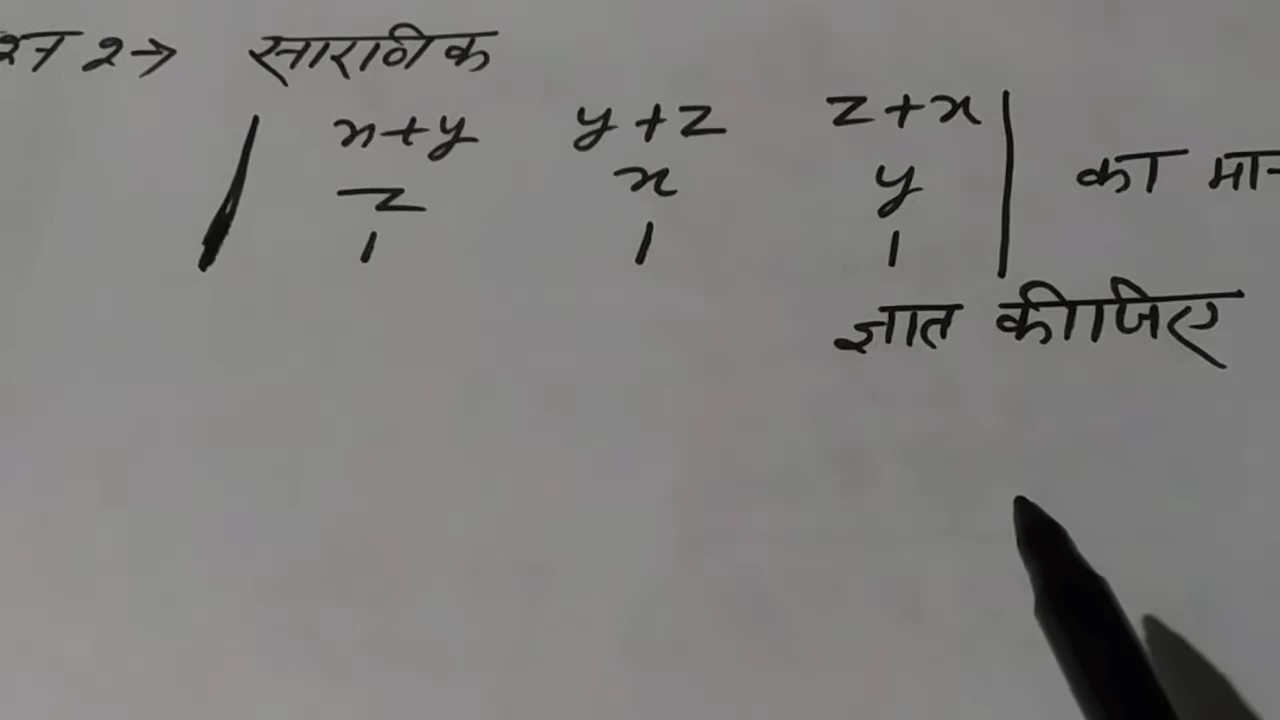 2→ सारणिक
x+y y+z z+x
z x y का
1 1 1
ज्ञात कीजिए